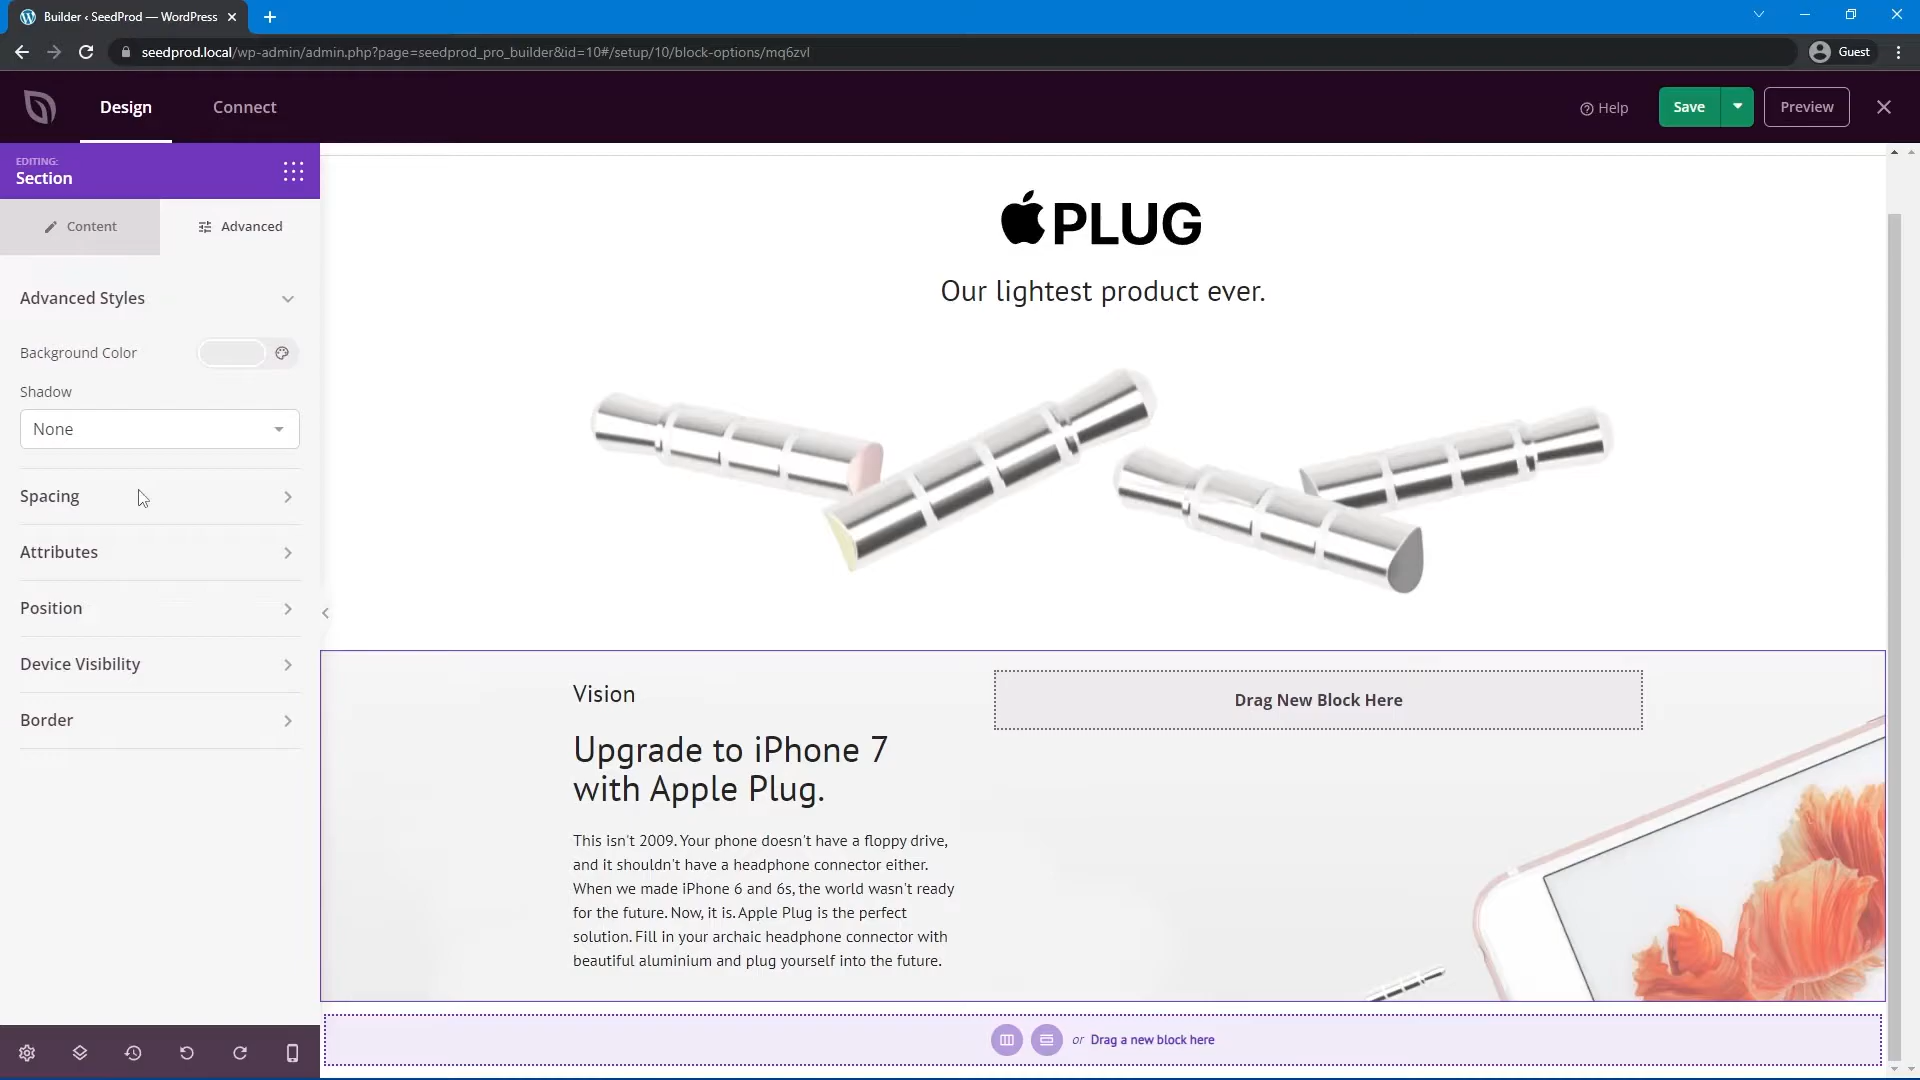 Builder ‹ SeedProd — WordPress
seedprod.local/wp-admin/admin.php?page=seedprod_pro_builder&id=10#/setup/10/block-options/mq6zvl
Guest
Design
Connect
Help
Save
Preview
EDITING:
Section
Content
Advanced
Advanced Styles
Background Color
Shadow
None
Spacing
Attributes
Position
Device Visibility
Border
PLUG
Our lightest product ever.
Vision
Upgrade to iPhone 7
with Apple Plug.
This isn't 2009. Your phone doesn't have a floppy drive,
and it shouldn't have a headphone connector either.
When we made iPhone 6 and 6s, the world wasn't ready
for the future. Now, it is. Apple Plug is the perfect
solution. Fill in your archaic headphone connector with
beautiful aluminium and plug yourself into the future.
Drag New Block Here
or Drag a new block here